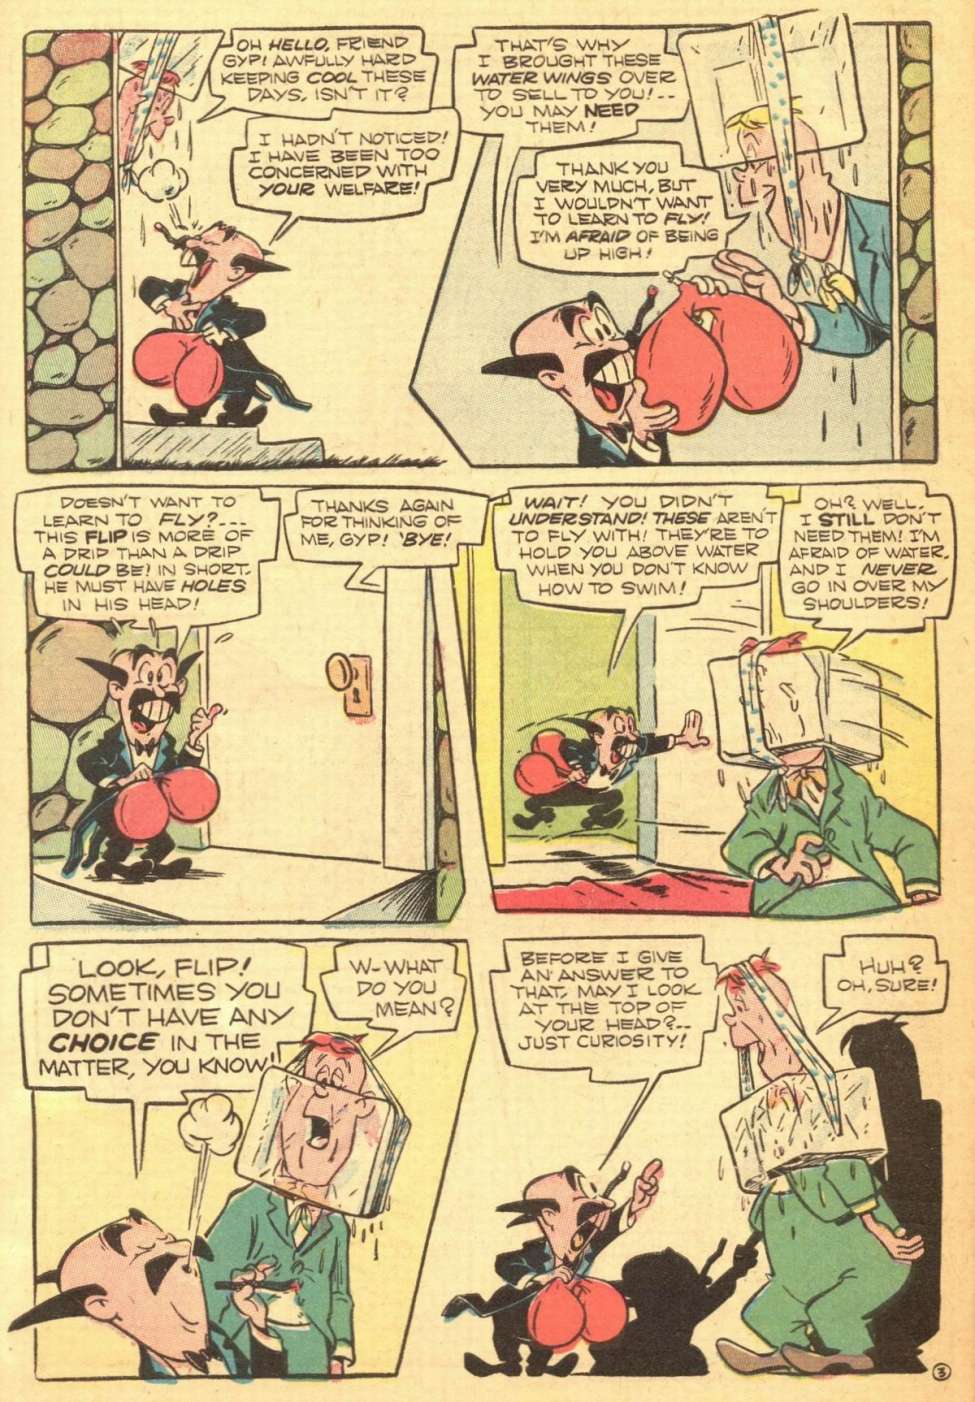 OH HELLO, FRIEND
GYP! AWFULLY HARD
KEEPING COOL THESE
DAYS, ISN'T IT?
I HADN'T NOTICED!
I HAVE BEEN TOO
CONCERNED WITH
YOUR WELFARE!
THAT'S WHY
I BROUGHT THESE
WATER WINGS OVER
TO SELL TO YOU!--
YOU MAY NEED
THEM!
THANK YOU
VERY MUCH, BUT
I WOULDN'T WANT
TO LEARN TO FLY!
I'M AFRAID OF BEING
UP HIGH!
DOESN'T WANT TO
LEARN TO FLY?---
THIS FLIP IS MORE OF
A DRIP THAN A DRIP
COULD BE! IN SHORT,
HE MUST HAVE HOLES
IN HIS HEAD!
THANKS AGAIN
FOR THINKING OF
ME, GYP! 'BYE!
WAIT! YOU DIDN'T
UNDERSTAND! THESE AREN'T
TO FLY WITH! THEY'RE TO
HOLD YOU ABOVE WATER
WHEN YOU DON'T KNOW
HOW TO SWIM!
OH? WELL,
I STILL DON'T
NEED THEM! I'M
AFRAID OF WATER,
AND I NEVER
GO IN OVER MY
SHOULDERS!
LOOK, FLIP!
SOMETIMES YOU
DON'T HAVE ANY
CHOICE IN THE
MATTER, YOU KNOW!
W-WHAT
DO YOU
MEAN?
BEFORE I GIVE
AN ANSWER TO
THAT, MAY I LOOK
AT THE TOP OF
YOUR HEAD?--
JUST CURIOSITY!
HUH?
OH, SURE!
3